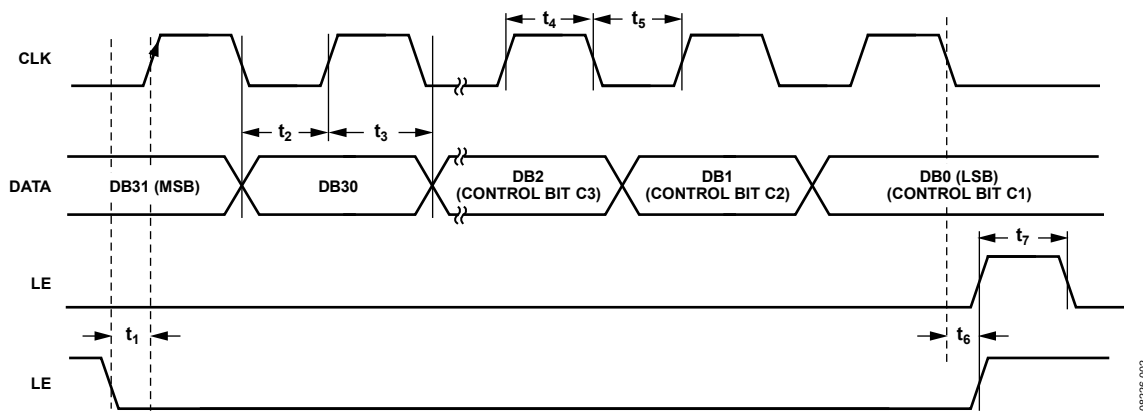 t4
t5
CLK
t2
t3
DATA
DB31 (MSB)
DB30
DB2
(CONTROL BIT C3)
DB1
(CONTROL BIT C2)
DB0 (LSB)
(CONTROL BIT C1)
t7
LE
t1
t6
LE